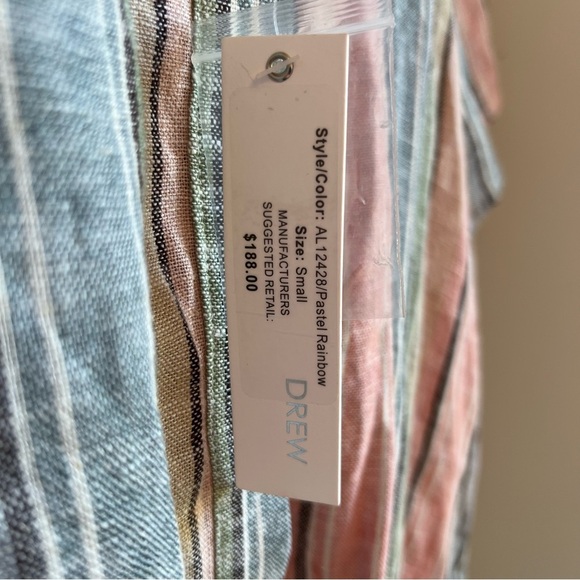 Style/Color: AL12428/Pastel Rainbow
Size: Small
MANUFACTURERS
SUGGESTED RETAIL:
$188.00
DREW